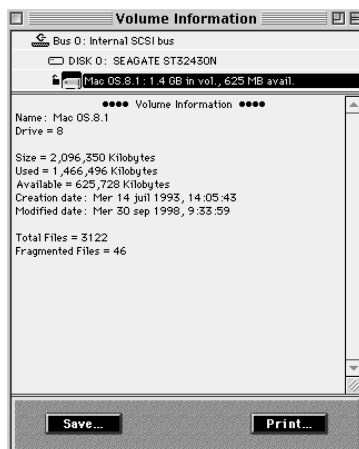 Volume Information
Bus 0: Internal SCSI bus
DISK 0: SEAGATE ST32430N
Mac OS.8.1: 1.4 GB in vol., 625 MB avail.
●●●● Volume Information ●●●●
Name: Mac OS.8.1
Drive = 8
Size = 2,096,350 Kilobytes
Used = 1,466,496 Kilobytes
Available = 625,728 Kilobytes
Creation date: Mer 14 juil 1993, 14:05:43
Modified date: Mer 30 sep 1998, 9:33:59
Total Files = 3122
Fragmented Files = 46
Save... Print...